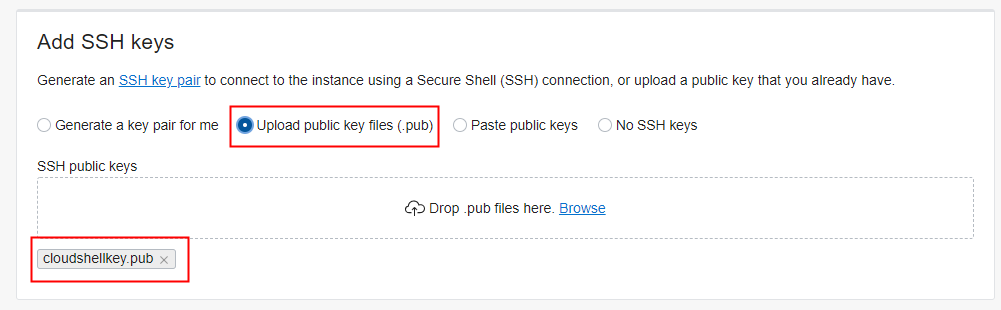 Add SSH keys
Generate an SSH key pair to connect to the instance using a Secure Shell (SSH) connection, or upload a public key that you already have.
Generate a key pair for me Upload public key files (.pub) Paste public keys No SSH keys
SSH public keys
Drop .pub files here. Browse
cloudshellkey.pub ×